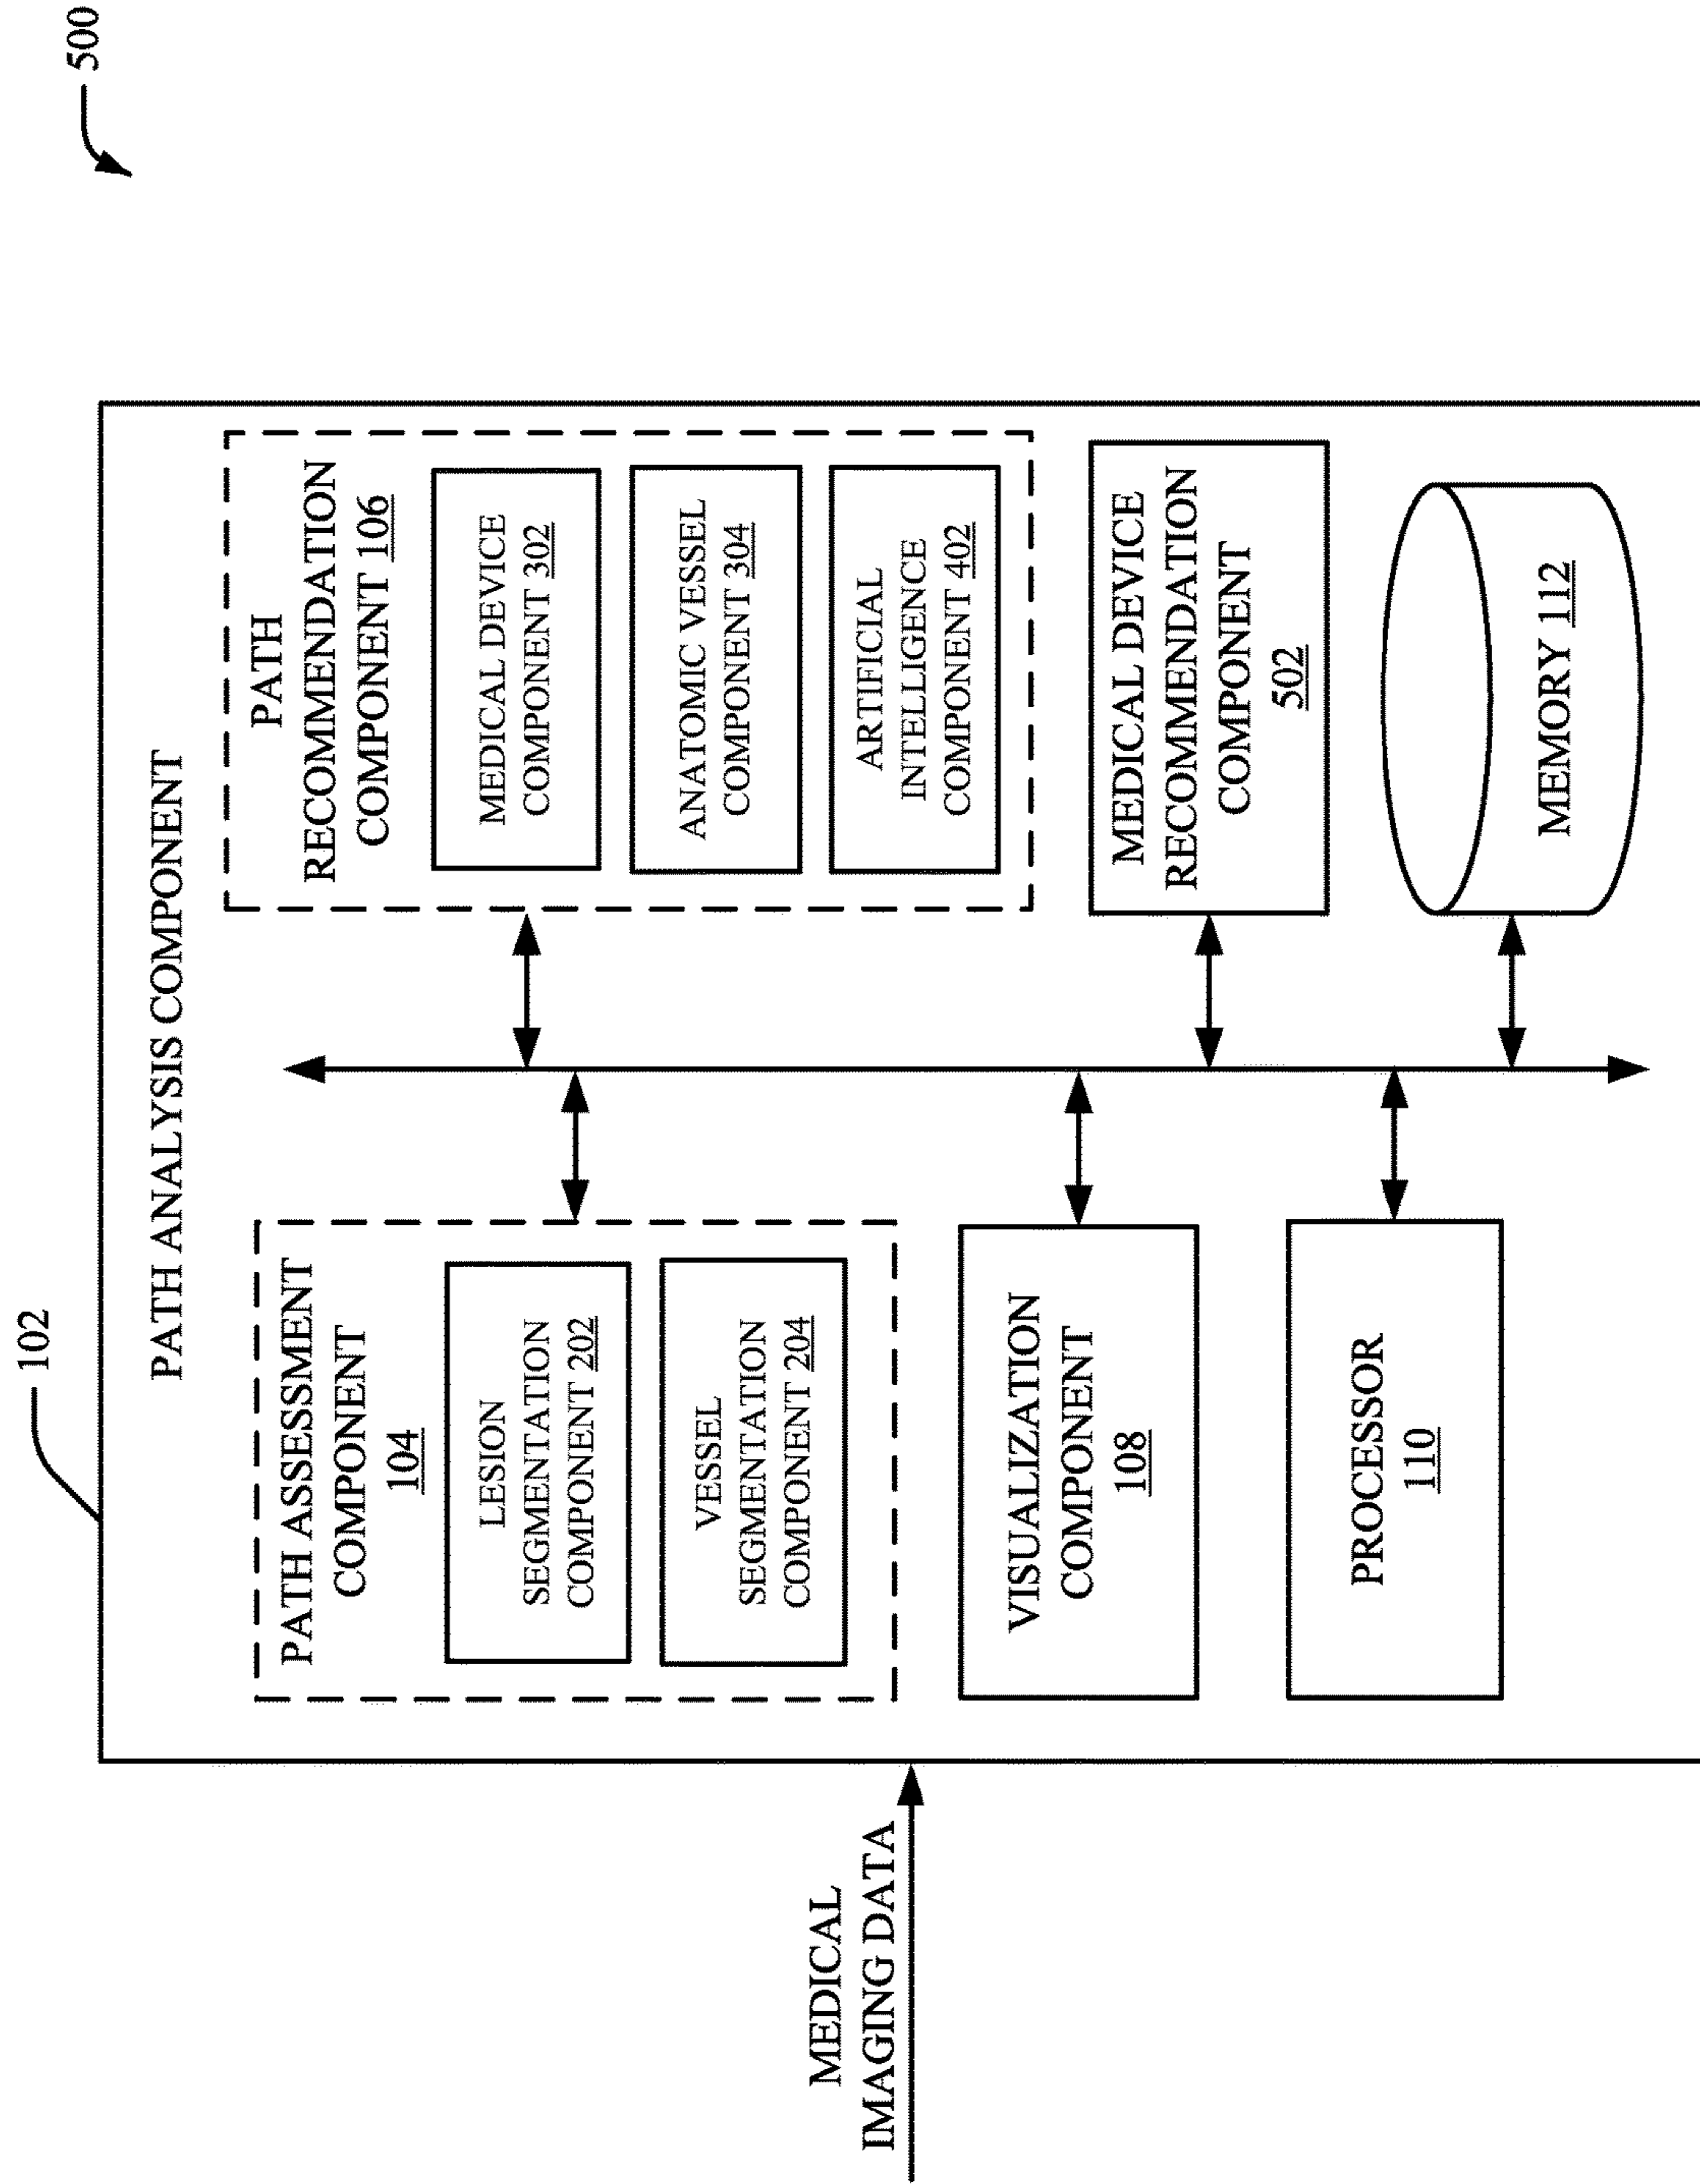 500
102
PATH ANALYSIS COMPONENT
PATH ASSESSMENT
COMPONENT
104
LESION
SEGMENTATION
COMPONENT 202
VESSEL
SEGMENTATION
COMPONENT 204
VISUALIZATION
COMPONENT
108
PROCESSOR
110
PATH
RECOMMENDATION
COMPONENT 106
MEDICAL DEVICE
COMPONENT 302
ANATOMIC VESSEL
COMPONENT 304
ARTIFICIAL
INTELLIGENCE
COMPONENT 402
MEDICAL DEVICE
RECOMMENDATION
COMPONENT
502
MEMORY 112
MEDICAL
IMAGING DATA